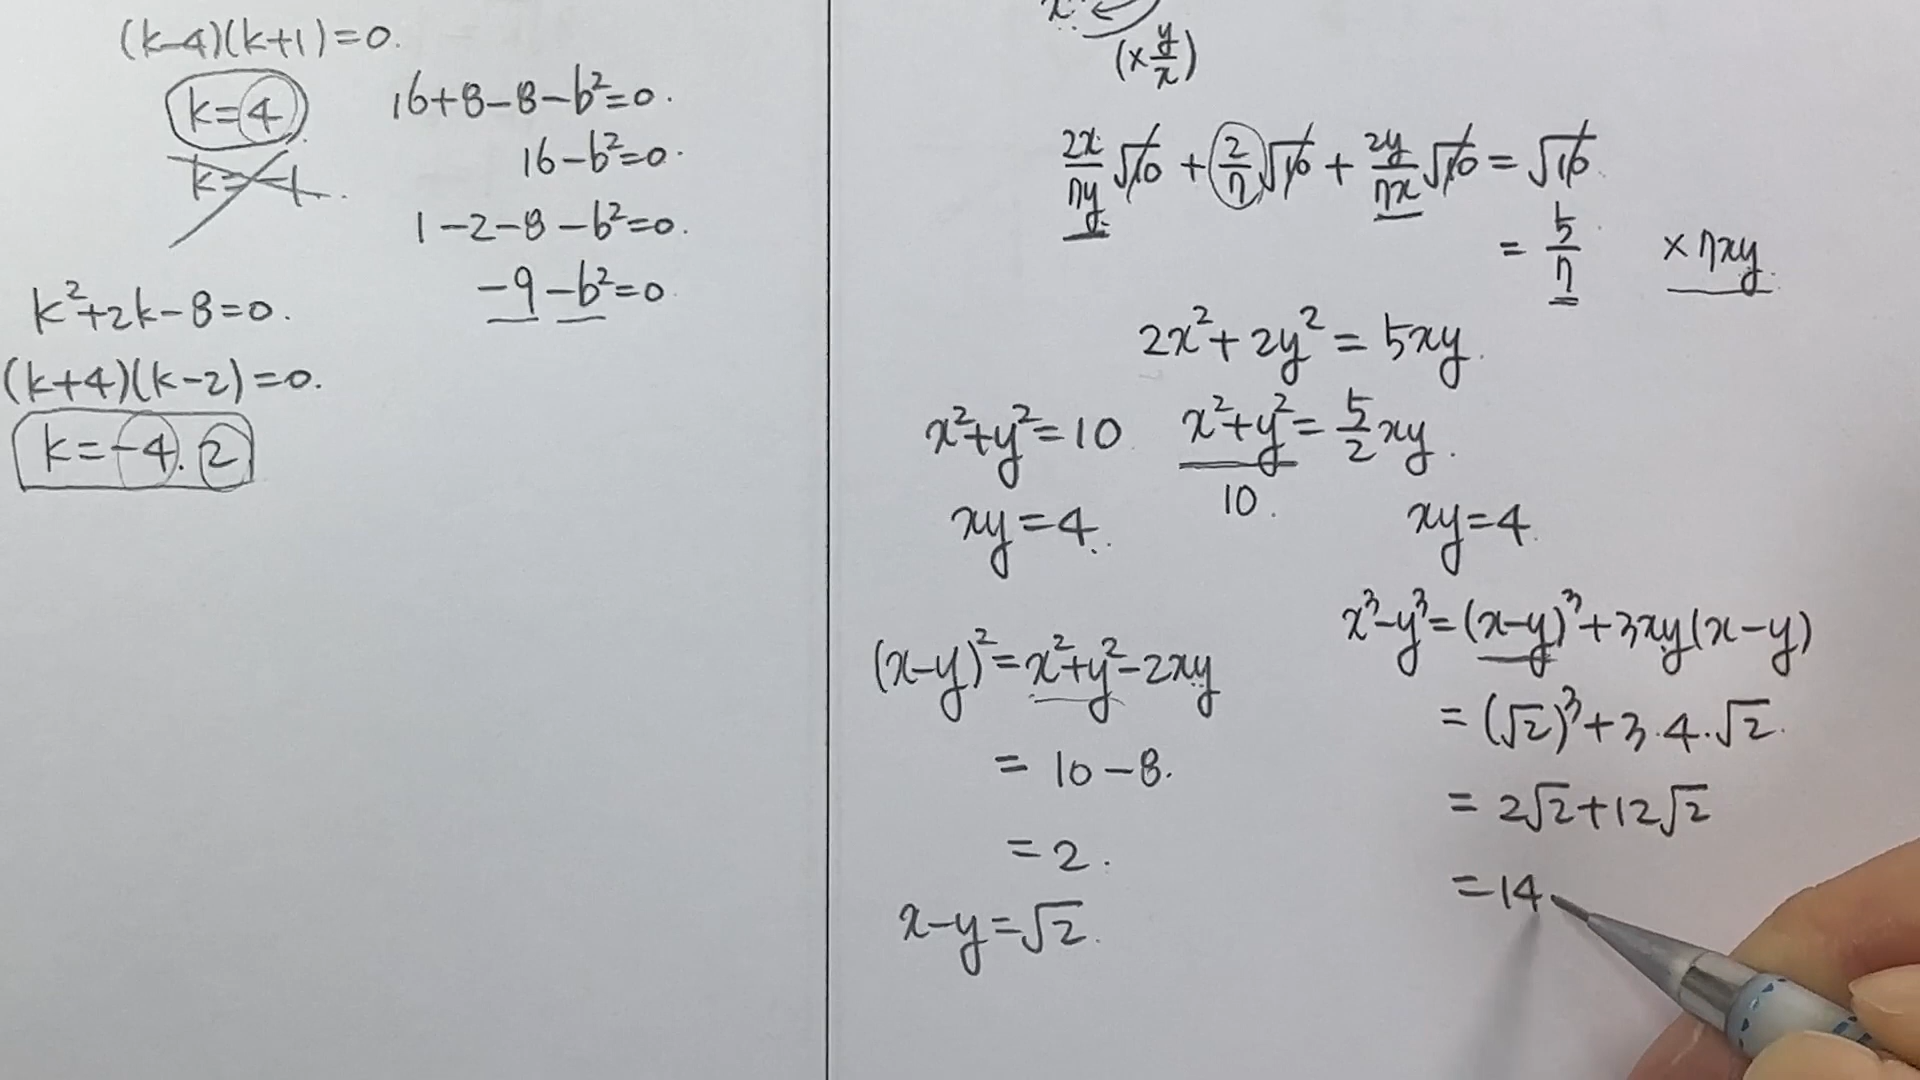 (k-4)(k+1)=0.
k=4
k=-1.
16+8-8-b²=0.
16-b²=0.
1-2-8-b²=0.
-9-b²=0
k²+2k-8=0.
(k+4)(k-2)=0.
k=-4.2
(×y/x)
2x/7y √10 + 2/7 √10 + 2y/7x √10 = √10
= 5/7 ×7xy.
2x²+2y²=5xy.
x²+y²=10
x²+y²=5/2 xy.
10.
xy=4.
xy=4.
(x-y)²=x²+y²-2xy
=10-8.
=2.
x-y=√2.
x³-y³=(x-y)³+3xy(x-y)
=(√2)³+3.4.√2.
=2√2+12√2
=14